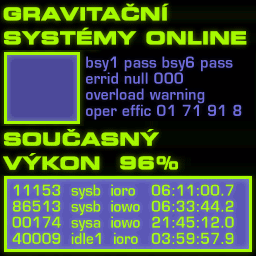 GRAVITAČNÍ
SYSTÉMY ONLINE
bsy1 pass bsy6 pass
errid null 000
overload warning
oper effic 01 71 91 8
SOUČASNÝ
VÝKON 96%
11153 sysb ioro 06:11:00.7
86513 sysb iowo 06:33:44.2
00174 sysa iowo 21:45:12.0
40009 idle1 ioro 03:59:57.9